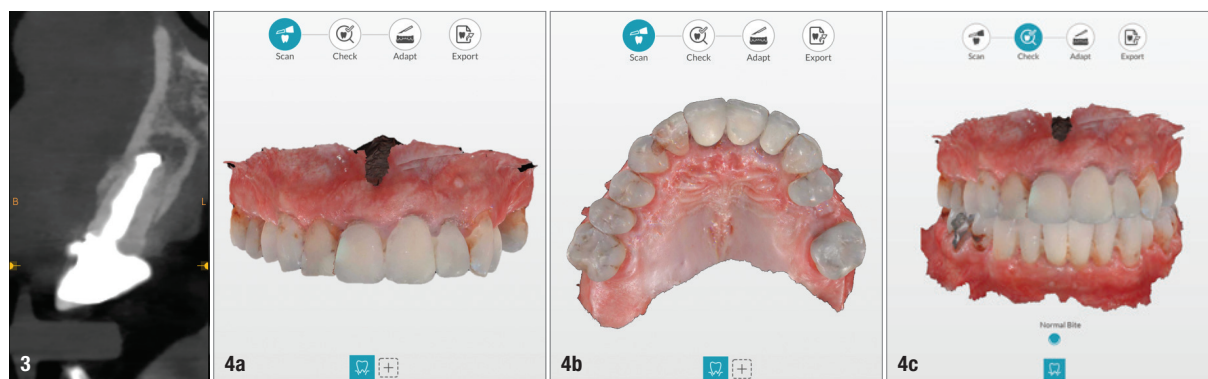 B
L
3
Scan
Check
Adapt
Export
4a
Scan
Check
Adapt
Export
4b
Scan
Check
Adapt
Export
Normal Bite
4c